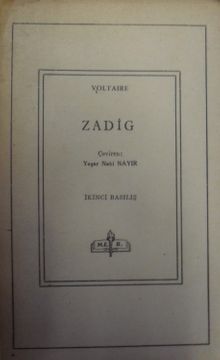 VOLTAIRE
ZADİG
Çeviren:
Yaşar Nabi NAYIR
İKİNCİ BASILIŞ
M.E. B.